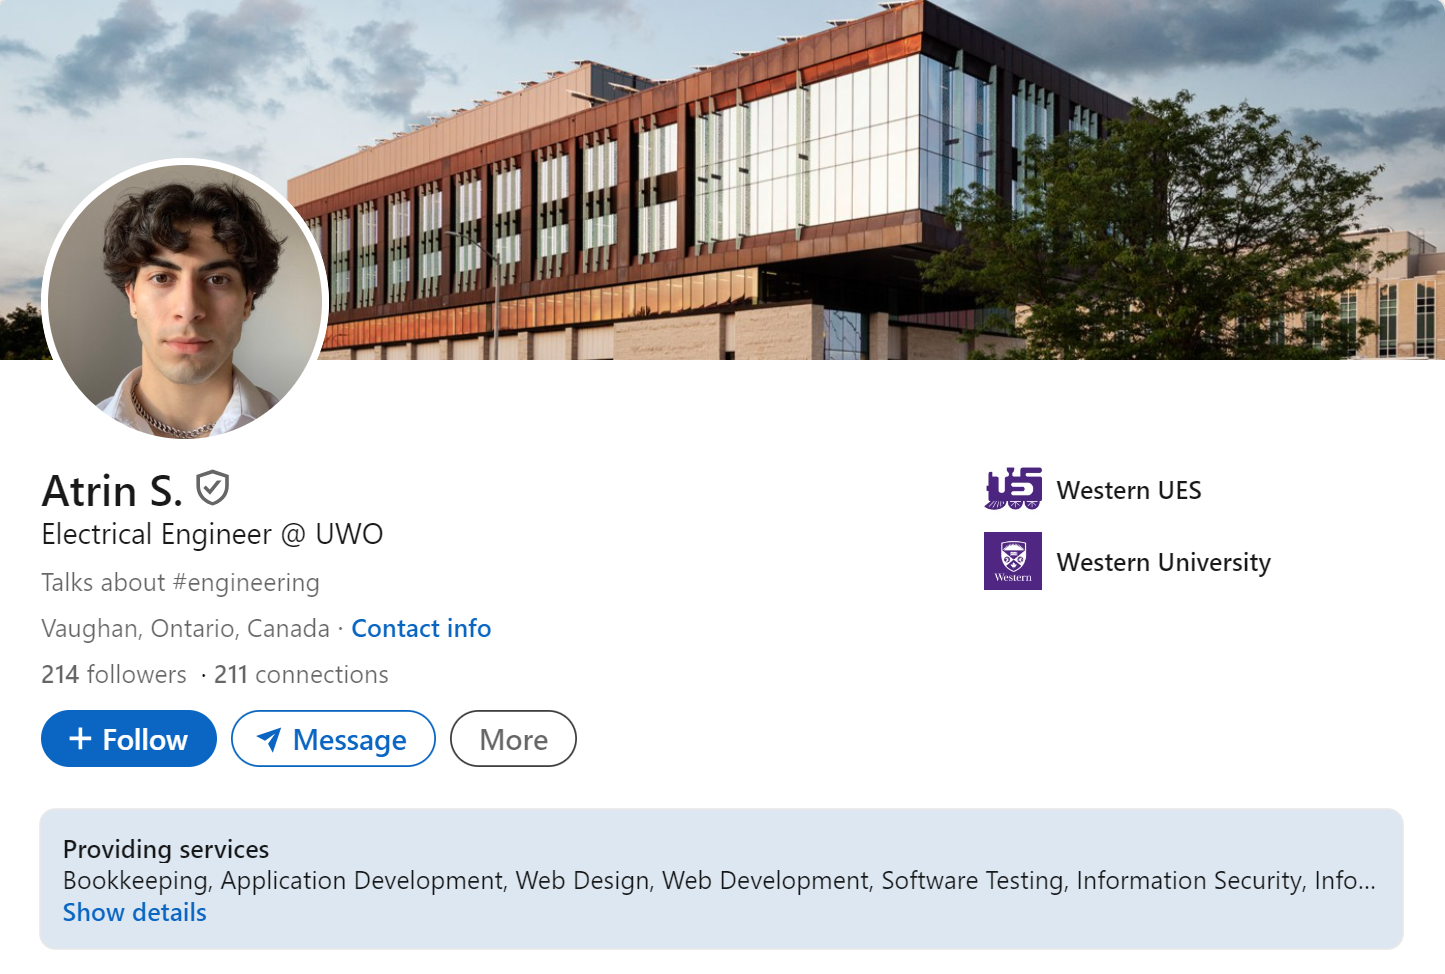 Atrin S.
Electrical Engineer @ UWO
Talks about #engineering
Vaughan, Ontario, Canada · Contact info
214 followers · 211 connections
+ Follow
Message
More
UES
Western UES
Western
Western University
Providing services
Bookkeeping, Application Development, Web Design, Web Development, Software Testing, Information Security, Info...
Show details